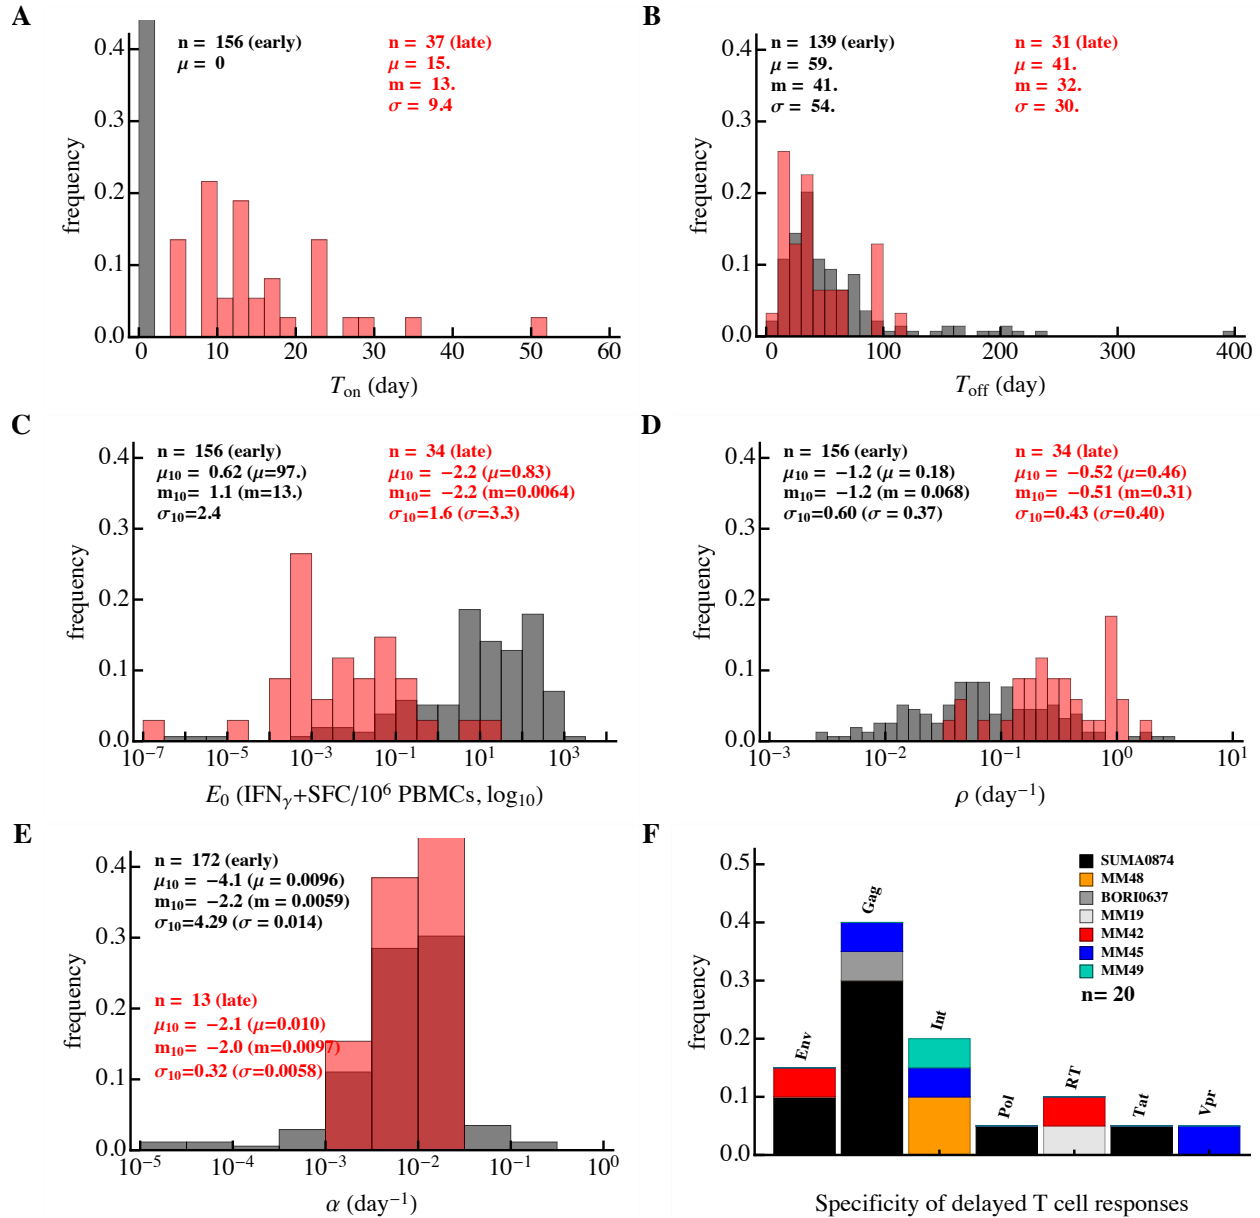 A
n = 156 (early)
μ = 0
n = 37 (late)
μ = 15.
m = 13.
σ = 9.4
frequency
0.4
0.3
0.2
0.1
0.0
0 10 20 30 40 50 60
T_on (day)
B
n = 139 (early)
μ = 59.
m = 41.
σ = 54.
n = 31 (late)
μ = 41.
m = 32.
σ = 30.
frequency
0.4
0.3
0.2
0.1
0.0
0 100 200 300 400
T_off (day)
C
n = 156 (early)
μ₁₀ = 0.62 (μ=97.)
m₁₀= 1.1 (m=13.)
σ₁₀=2.4
n = 34 (late)
μ₁₀ = −2.2 (μ=0.83)
m₁₀= −2.2 (m=0.0064)
σ₁₀=1.6 (σ=3.3)
frequency
0.4
0.3
0.2
0.1
0.0
10⁻⁷ 10⁻⁵ 10⁻³ 10⁻¹ 10¹ 10³
E₀ (IFNᵧ+SFC/10⁶ PBMCs, log₁₀)
D
n = 156 (early)
μ₁₀ = −1.2 (μ = 0.18)
m₁₀= −1.2 (m = 0.068)
σ₁₀=0.60 (σ = 0.37)
n = 34 (late)
μ₁₀= −0.52 (μ=0.46)
m₁₀= −0.51 (m=0.31)
σ₁₀=0.43 (σ=0.40)
frequency
0.4
0.3
0.2
0.1
0.0
10⁻³ 10⁻² 10⁻¹ 10⁰ 10¹
ρ (day⁻¹)
E
n = 172 (early)
μ₁₀ = −4.1 (μ = 0.0096)
m₁₀= −2.2 (m = 0.0059)
σ₁₀=4.29 (σ = 0.014)
n = 13 (late)
μ₁₀ = −2.1 (μ=0.010)
m₁₀= −2.0 (m=0.0097)
σ₁₀=0.32 (σ=0.0058)
frequency
0.4
0.3
0.2
0.1
0.0
10⁻⁵ 10⁻⁴ 10⁻³ 10⁻² 10⁻¹ 10⁰
α (day⁻¹)
F
SUMA0874
MM48
BORI0637
MM19
MM42
MM45
MM49
n= 20
frequency
0.5
0.4
0.3
0.2
0.1
0.0
Env Gag Int Pol RT Tat Vpr
Specificity of delayed T cell responses